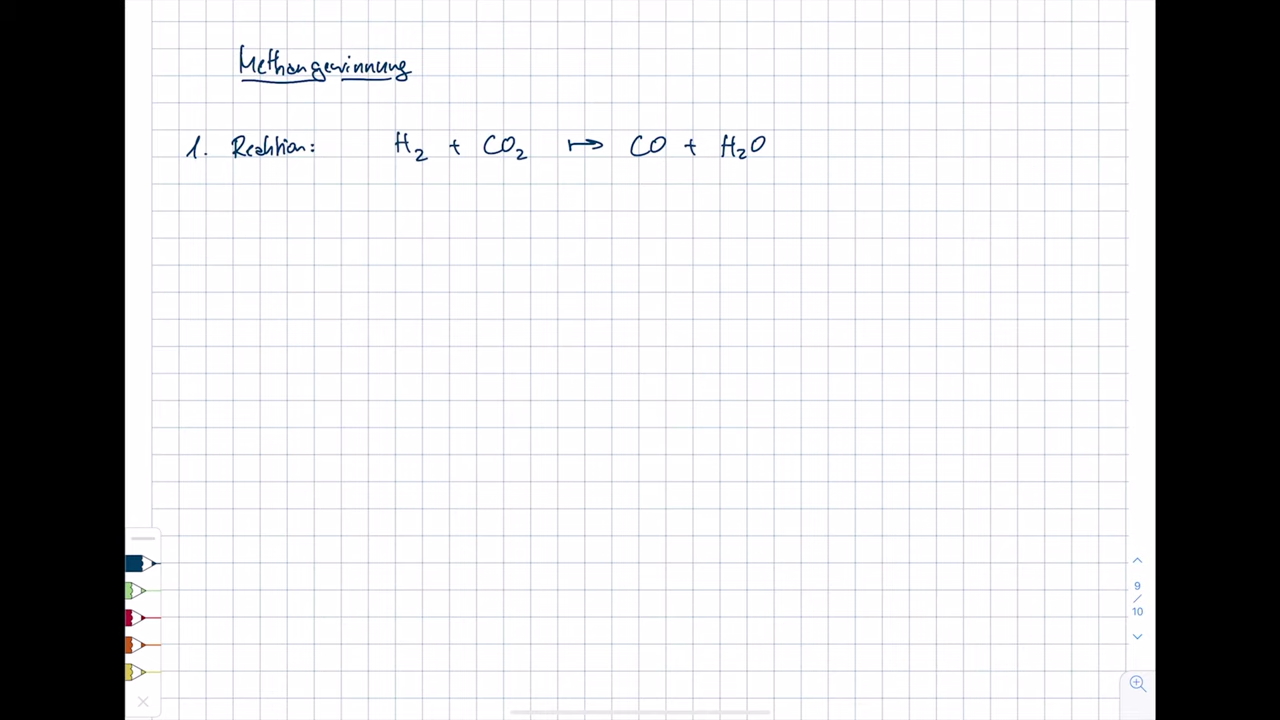 Methangewinnung
1. Reaktion: H₂ + CO₂ ↦ CO + H₂O
9
/
10